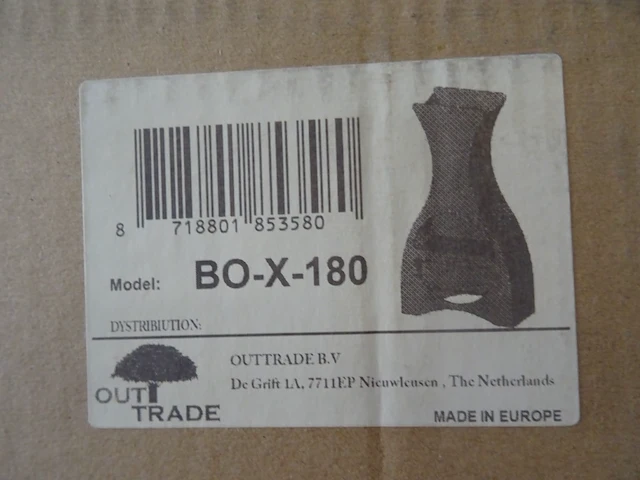 8 718801 853580
Model: BO-X-180
DYSTRIBIUTION:
OUT TRADE
OUTTRADE B.V
De Grift 1A, 7711EP Nieuwleusen , The Netherlands
MADE IN EUROPE